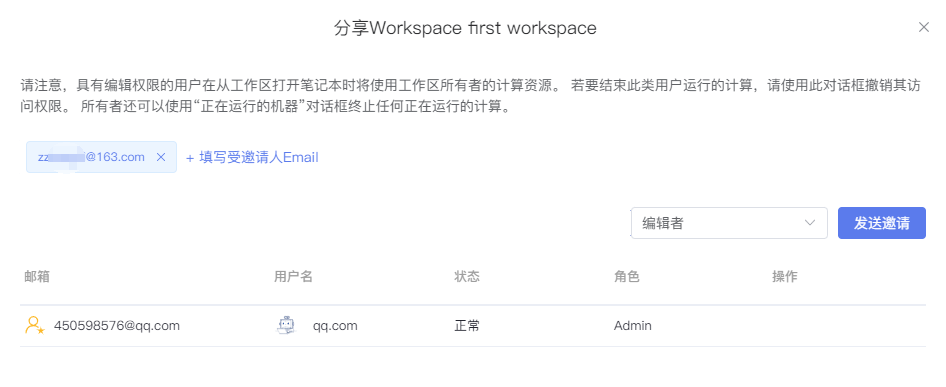 分享Workspace first workspace
请注意，具有编辑权限的用户在从工作区打开笔记本时将使用工作区所有者的计算资源。 若要结束此类用户运行的计算，请使用此对话框撤销其访
问权限。 所有者还可以使用“正在运行的机器”对话框终止任何正在运行的计算。
@163.com
+ 填写受邀请人Email
编辑者
发送邀请
邮箱 用户名 状态 角色 操作
450598576@qq.com qq.com 正常 Admin